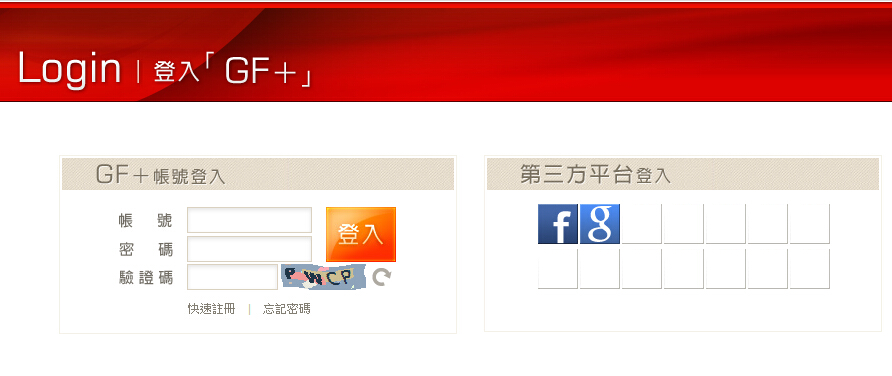 Login | 登入「GF+」
GF+帳號登入
帳 號
密 碼
驗證碼
PWCP
登入
快速註冊 | 忘記密碼
第三方平台登入
f g